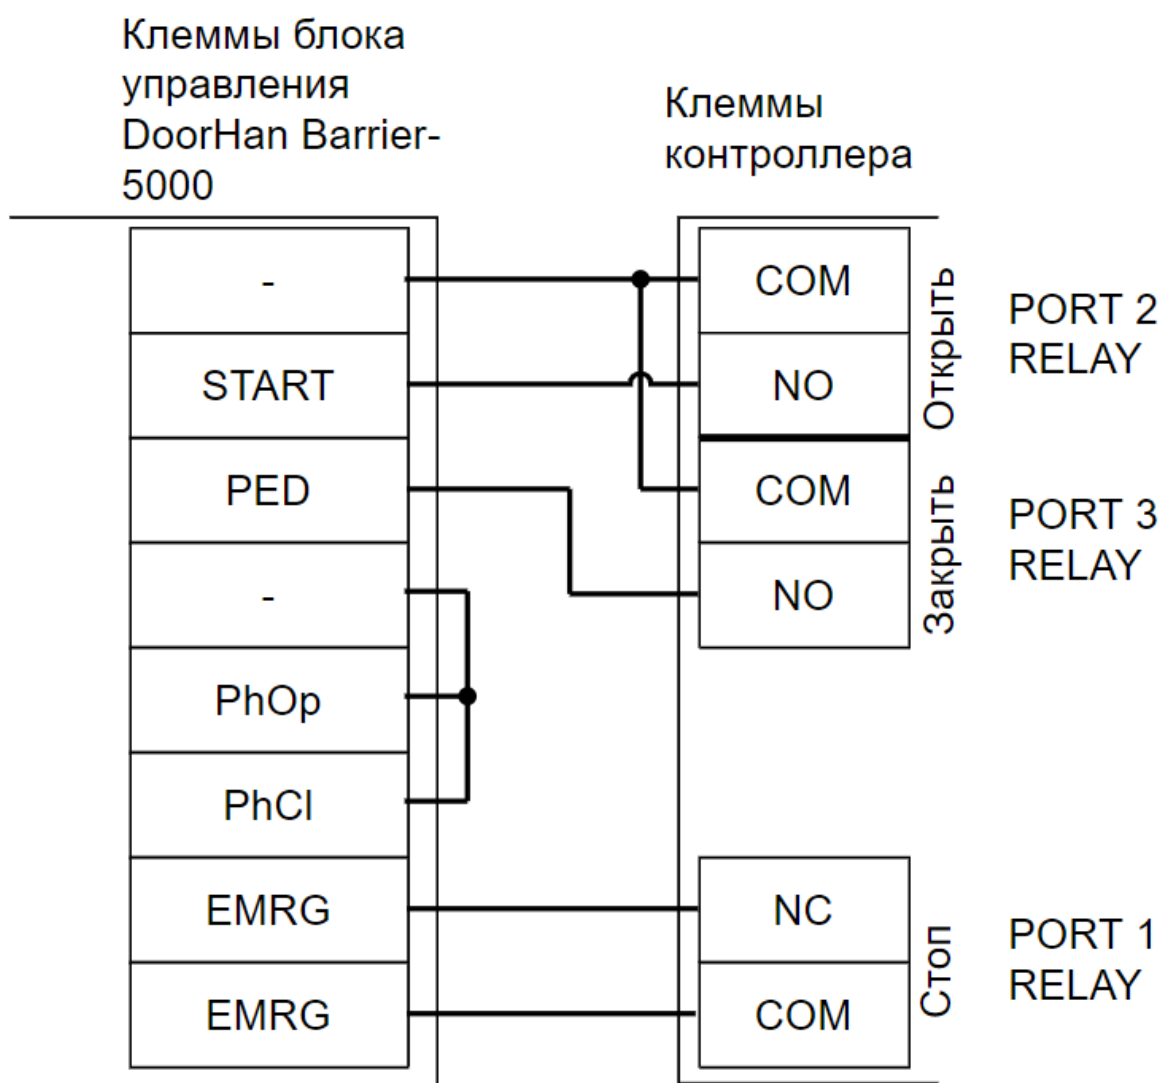 Клеммы блока
управления
DoorHan Barrier-
5000
Клеммы
контроллера
-
START
PED
-
PhOp
PhCl
EMRG
EMRG
COM
NO
COM
NO
NC
COM
Открыть
Закрыть
Стоп
PORT 2
RELAY
PORT 3
RELAY
PORT 1
RELAY